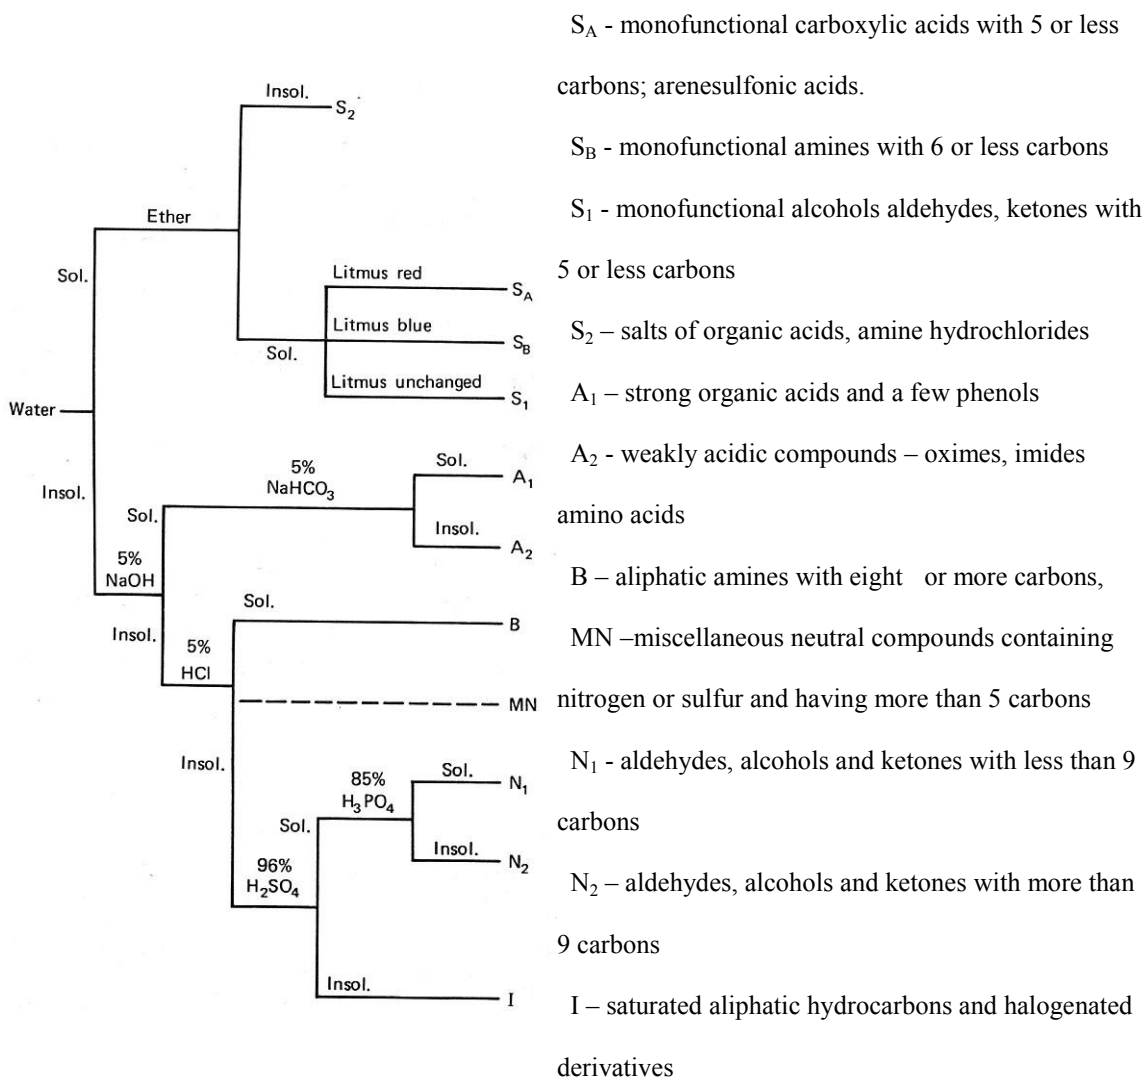 Insol.
S2
Ether
Sol.
Litmus red
SA
Litmus blue
SB
Sol.
Litmus unchanged
S1
Water
Insol.
5%
NaHCO3
Sol.
A1
Sol.
Insol.
A2
5%
NaOH
Sol.
B
Insol.
5%
HCl
MN
Insol.
85%
H3PO4
Sol.
N1
Sol.
Insol.
N2
96%
H2SO4
Insol.
I
SA - monofunctional carboxylic acids with 5 or less
carbons; arenesulfonic acids.
SB - monofunctional amines with 6 or less carbons
S1 - monofunctional alcohols aldehydes, ketones with
5 or less carbons
S2 – salts of organic acids, amine hydrochlorides
A1 – strong organic acids and a few phenols
A2 - weakly acidic compounds – oximes, imides
amino acids
B – aliphatic amines with eight or more carbons,
MN –miscellaneous neutral compounds containing
nitrogen or sulfur and having more than 5 carbons
N1 - aldehydes, alcohols and ketones with less than 9
carbons
N2 – aldehydes, alcohols and ketones with more than
9 carbons
I – saturated aliphatic hydrocarbons and halogenated
derivatives